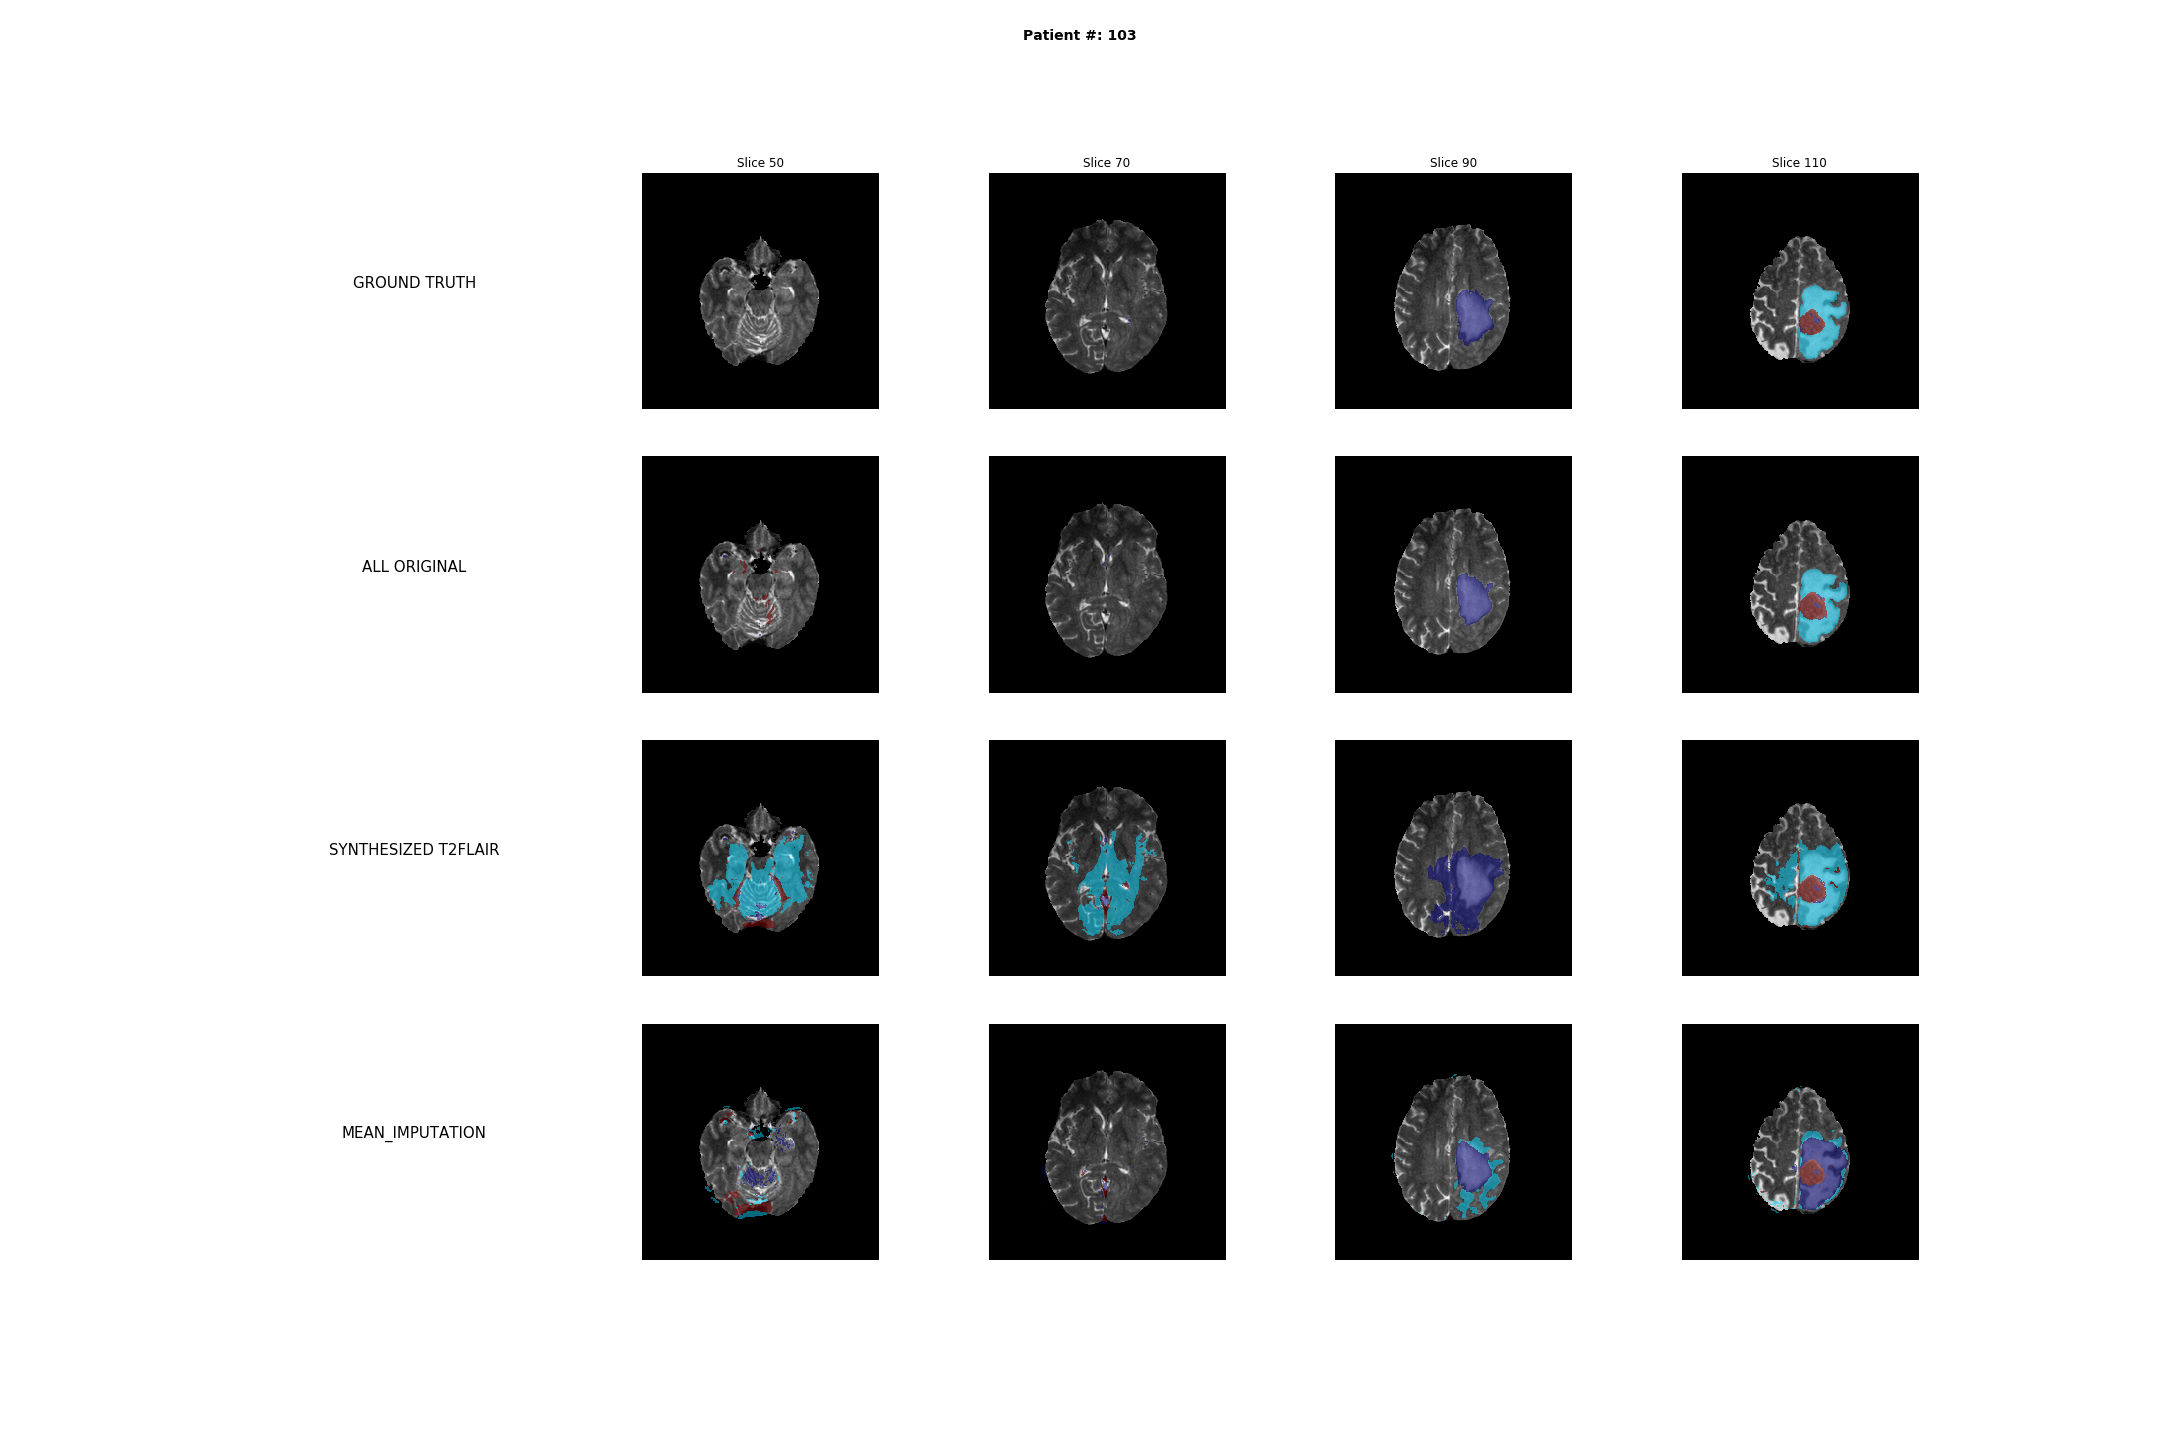 Patient #: 103
Slice 50
Slice 70
Slice 90
Slice 110
GROUND TRUTH
ALL ORIGINAL
SYNTHESIZED T2FLAIR
MEAN_IMPUTATION